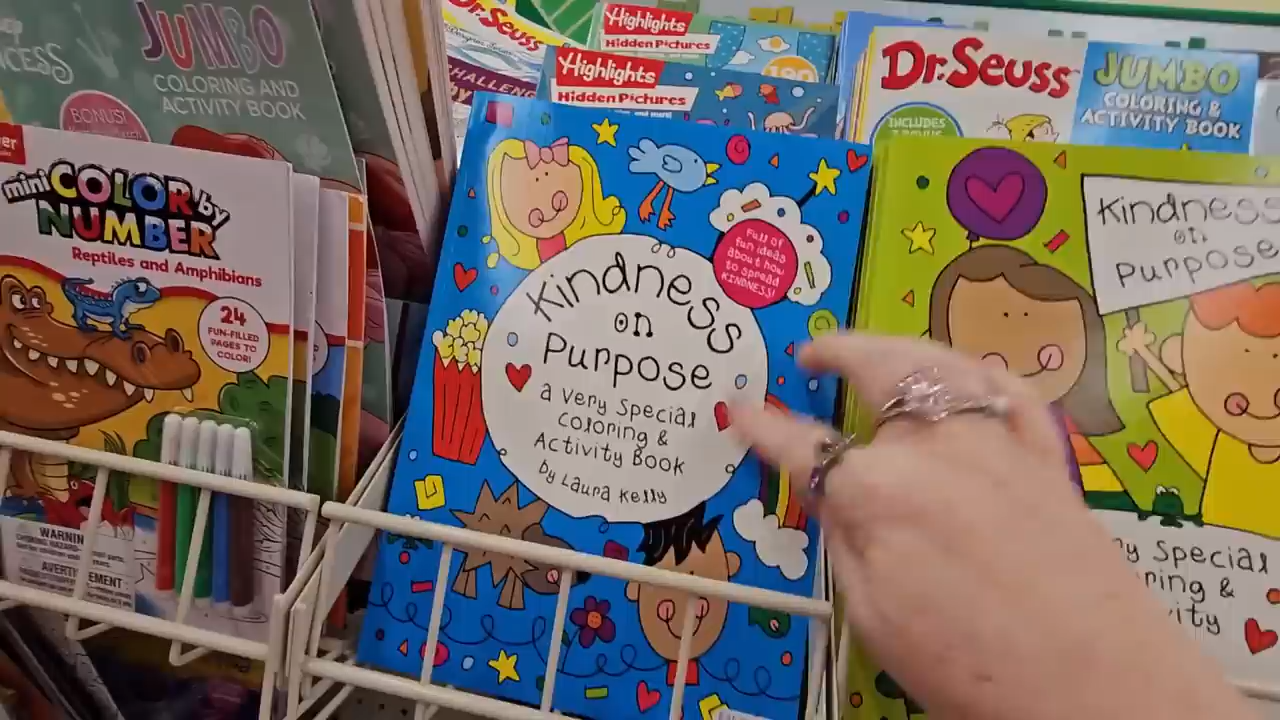 JUMBO
COLORING AND
ACTIVITY BOOK
BONUS!
mini COLOR by
NUMBER
Reptiles and Amphibians
24
FUN-FILLED
PAGES TO
COLOR!
Dr. Seuss
Highlights
Hidden Pictures
Highlights
Hidden Pictures
Kindness
on
Purpose
a very Special
Coloring &
Activity Book
by Laura Kelly
Full of
fun ideas
about how
to spread
KINDNESS!
Dr. Seuss
INCLUDES
JUMBO
COLORING &
ACTIVITY BOOK
Kindness
on
Purpose
Special
&